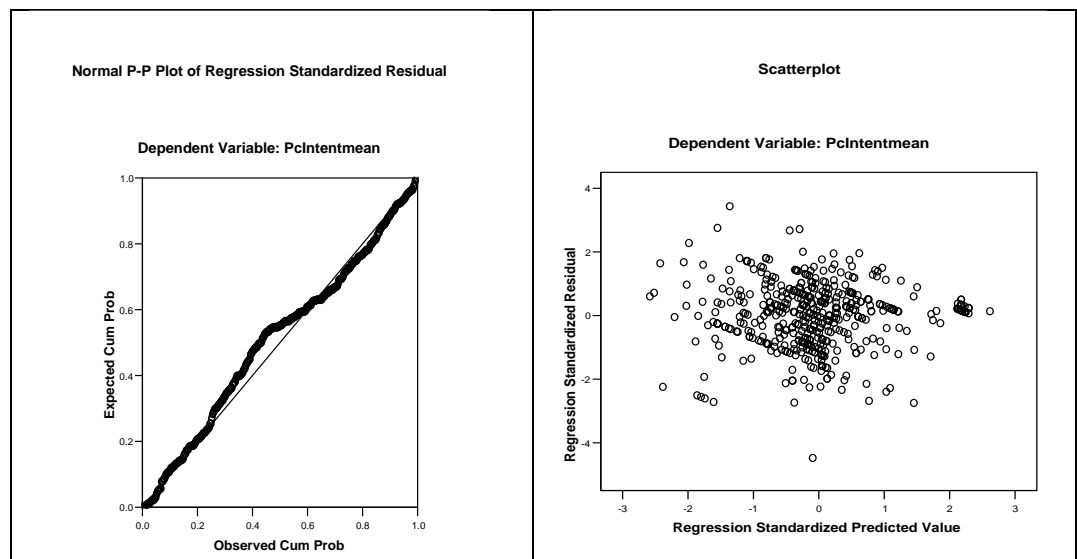 Normal P-P Plot of Regression Standardized Residual
Dependent Variable: PcIntentmean
1.0
0.8
0.6
0.4
0.2
0.0
Expected Cum Prob
0.0 0.2 0.4 0.6 0.8 1.0
Observed Cum Prob
Scatterplot
Dependent Variable: PcIntentmean
4
2
0
-2
-4
Regression Standardized Residual
-3 -2 -1 0 1 2 3
Regression Standardized Predicted Value